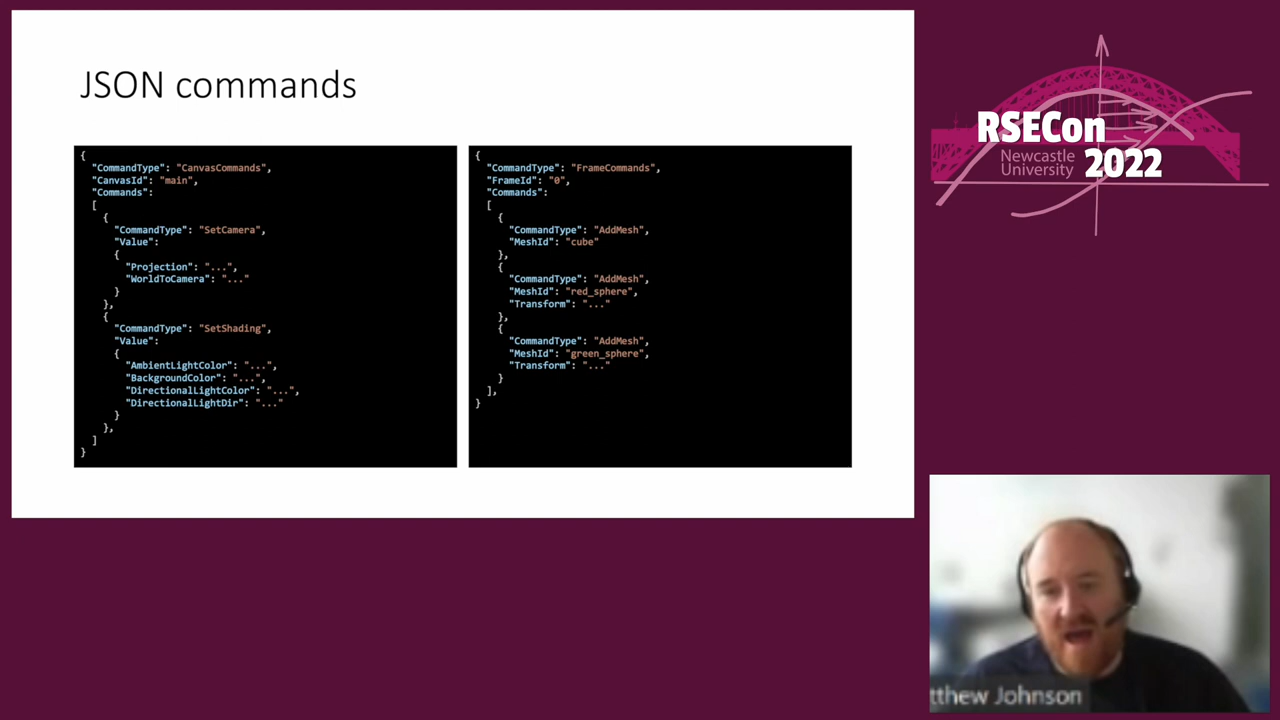 JSON commands
{
"CommandType": "CanvasCommands",
"CanvasId": "main",
"Commands":
[
{
"CommandType": "SetCamera",
"Value":
{
"Projection": "...",
"WorldToCamera": "..."
}
},
{
"CommandType": "SetShading",
"Value":
{
"AmbientLightColor": "...",
"BackgroundColor": "...",
"DirectionalLightColor": "...",
"DirectionalLightDir": "..."
}
},
]
}
{
"CommandType": "FrameCommands",
"FrameId": "0",
"Commands":
[
{
"CommandType": "AddMesh",
"MeshId": "cube"
},
{
"CommandType": "AddMesh",
"MeshId": "red_sphere",
"Transform": "..."
},
{
"CommandType": "AddMesh",
"MeshId": "green_sphere",
"Transform": "..."
}
],
}
RSECon
Newcastle
University 2022
tthew Johnson